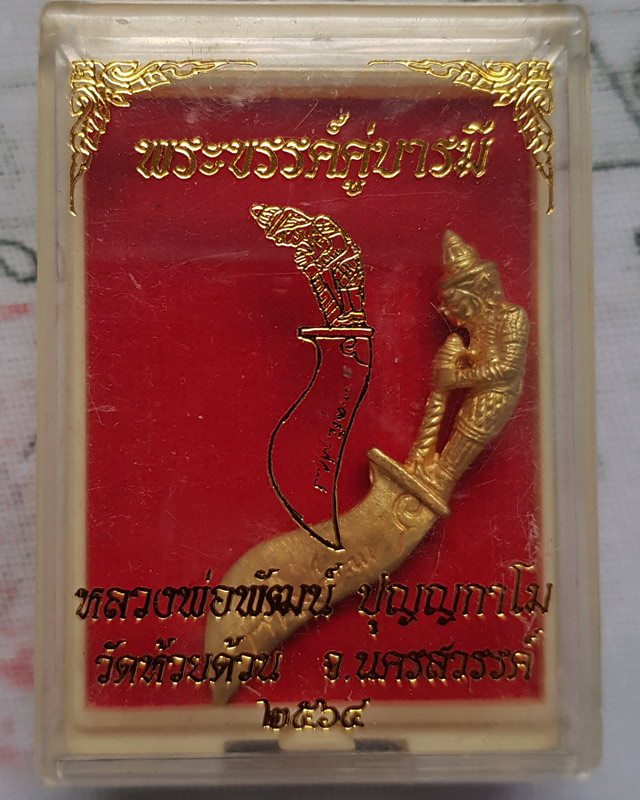 พระขรรค์คู่บารมี
หลวงพ่อพัฒน์ ปุญญกาโม
วัดห้วยด้วน จ.นครสวรรค์
๒๕๖๔